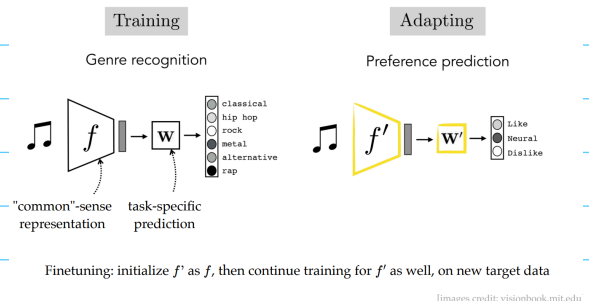 Training
Adapting
Genre recognition
Preference prediction
f
W
classical
hip hop
rock
metal
alternative
rap
f′
W′
Like
Neural
Dislike
"common"-sense
representation
task-specific
prediction
Finetuning: initialize f’ as f, then continue training for f′ as well, on new target data
[images credit: visionbook.mit.edu